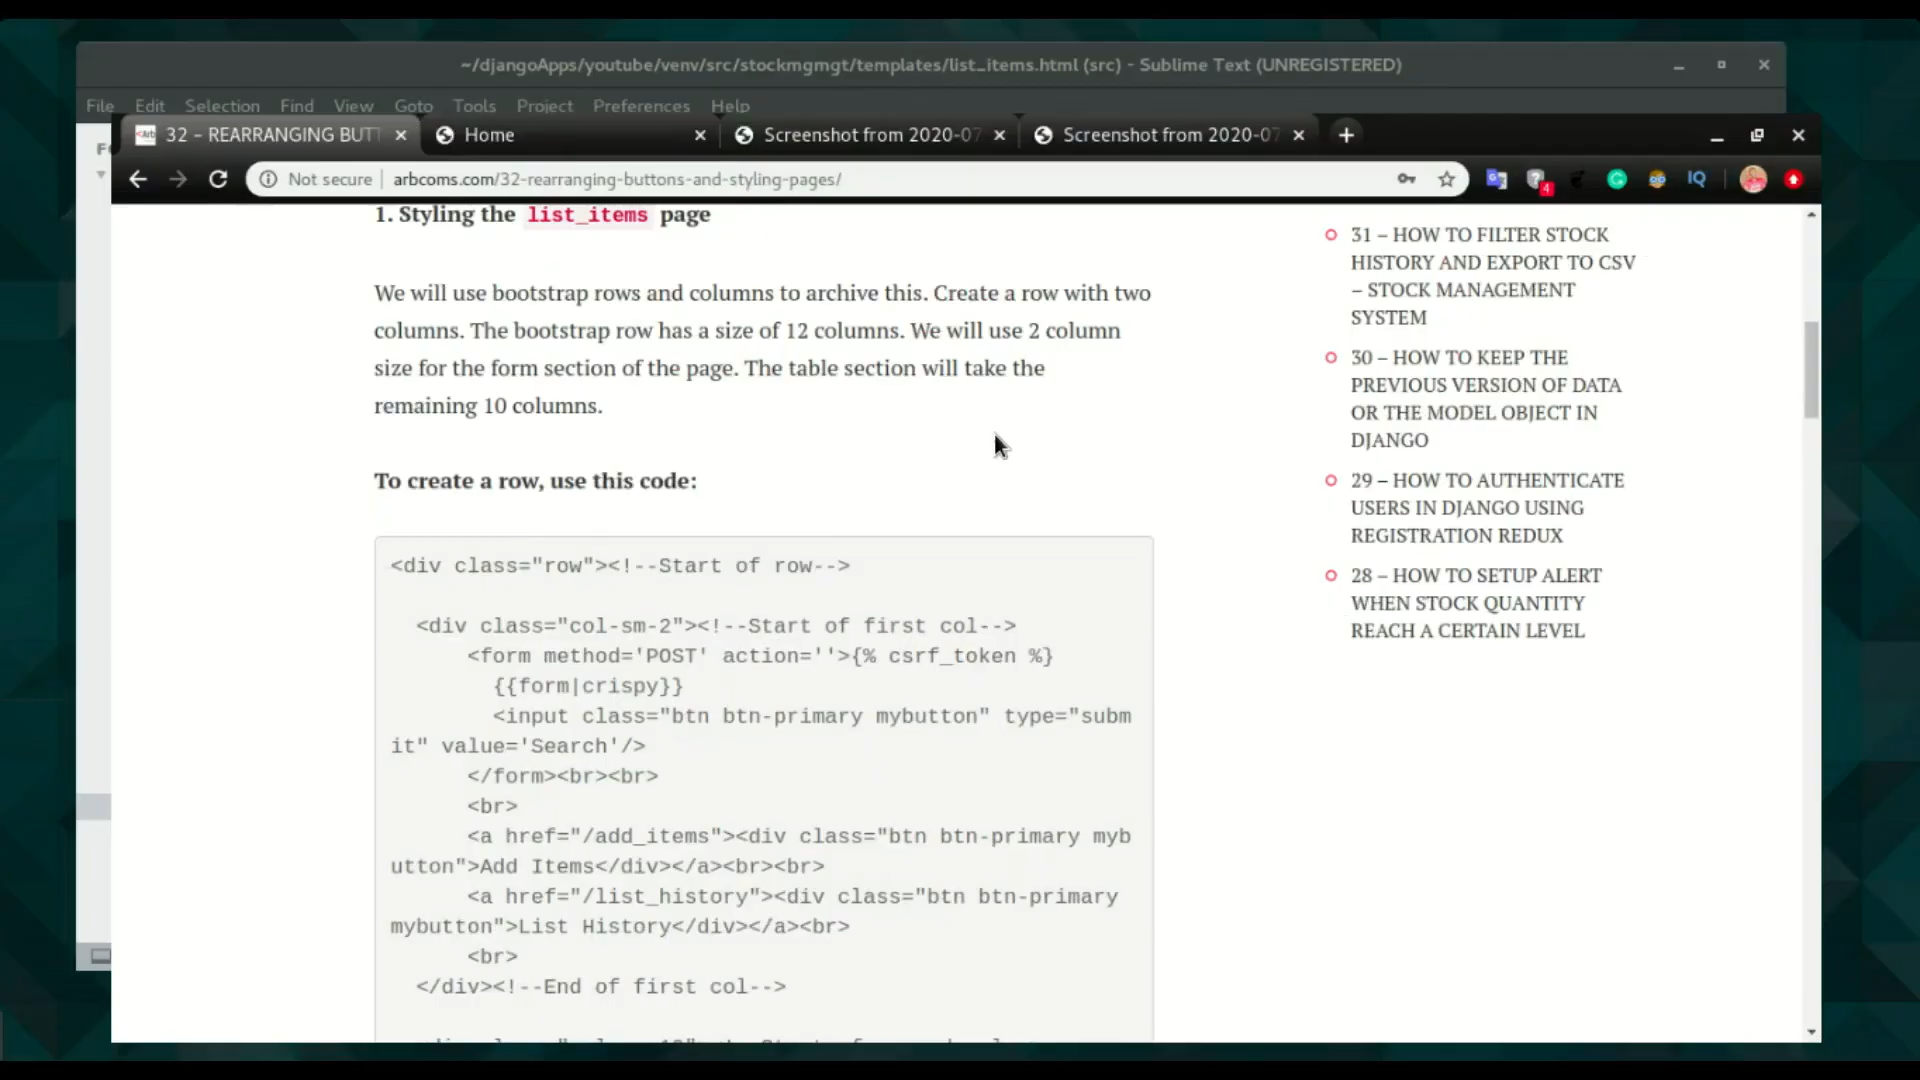 ~/djangoApps/youtube/venv/src/stockmgmgt/templates/list_items.html (src) - Sublime Text (UNREGISTERED)
File Edit Selection Find View Goto Tools Project Preferences Help
32 – REARRANGING BUTT
Home
Screenshot from 2020-07
Screenshot from 2020-07
Not secure
arbcoms.com/32-rearranging-buttons-and-styling-pages/
4
IQ
1. Styling the list_items page
We will use bootstrap rows and columns to archive this. Create a row with two
columns. The bootstrap row has a size of 12 columns. We will use 2 column
size for the form section of the page. The table section will take the
remaining 10 columns.
To create a row, use this code:
<div class="row"><!--Start of row-->
<div class="col-sm-2"><!--Start of first col-->
<form method='POST' action=''>{% csrf_token %}
{{form|crispy}}
<input class="btn btn-primary mybutton" type="subm
it" value='Search'/>
</form><br><br>
<br>
<a href="/add_items"><div class="btn btn-primary myb
utton">Add Items</div></a><br><br>
<a href="/list_history"><div class="btn btn-primary
mybutton">List History</div></a><br>
<br>
</div><!--End of first col-->
31 – HOW TO FILTER STOCK
HISTORY AND EXPORT TO CSV
– STOCK MANAGEMENT
SYSTEM
30 – HOW TO KEEP THE
PREVIOUS VERSION OF DATA
OR THE MODEL OBJECT IN
DJANGO
29 – HOW TO AUTHENTICATE
USERS IN DJANGO USING
REGISTRATION REDUX
28 – HOW TO SETUP ALERT
WHEN STOCK QUANTITY
REACH A CERTAIN LEVEL